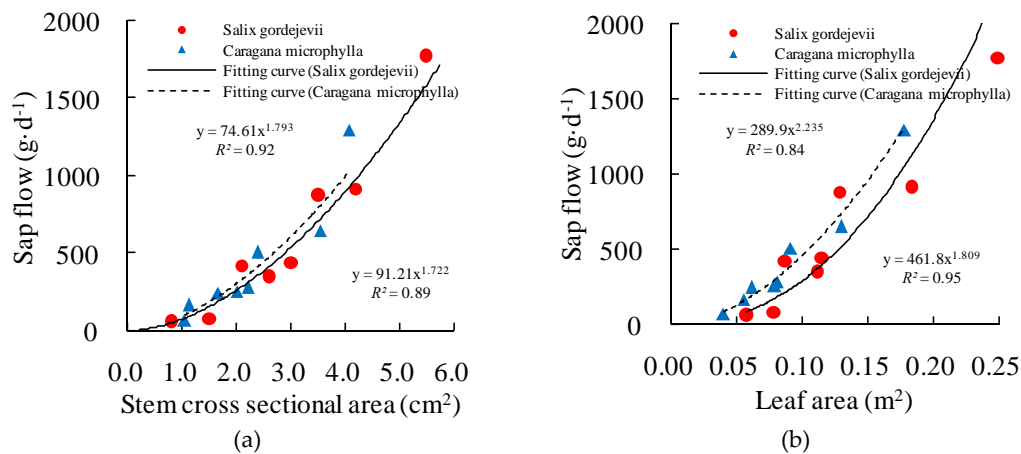 2000
1500
1000
500
0
Sap flow (g·d-1)
Salix gordejevii
Caragana microphylla
Fitting curve (Salix gordejevii)
Fitting curve (Caragana microphylla)
y = 74.61x^1.793
R² = 0.92
y = 91.21x^1.722
R² = 0.89
0.0 1.0 2.0 3.0 4.0 5.0 6.0
Stem cross sectional area (cm²)
(a)
2000
1500
1000
500
0
Sap flow (g·d-1)
Salix gordejevii
Caragana microphylla
Fitting curve (Salix gordejevii)
Fitting curve (Caragana microphylla)
y = 289.9x^2.235
R² = 0.84
y = 461.8x^1.809
R² = 0.95
0.00 0.05 0.10 0.15 0.20 0.25
Leaf area (m²)
(b)